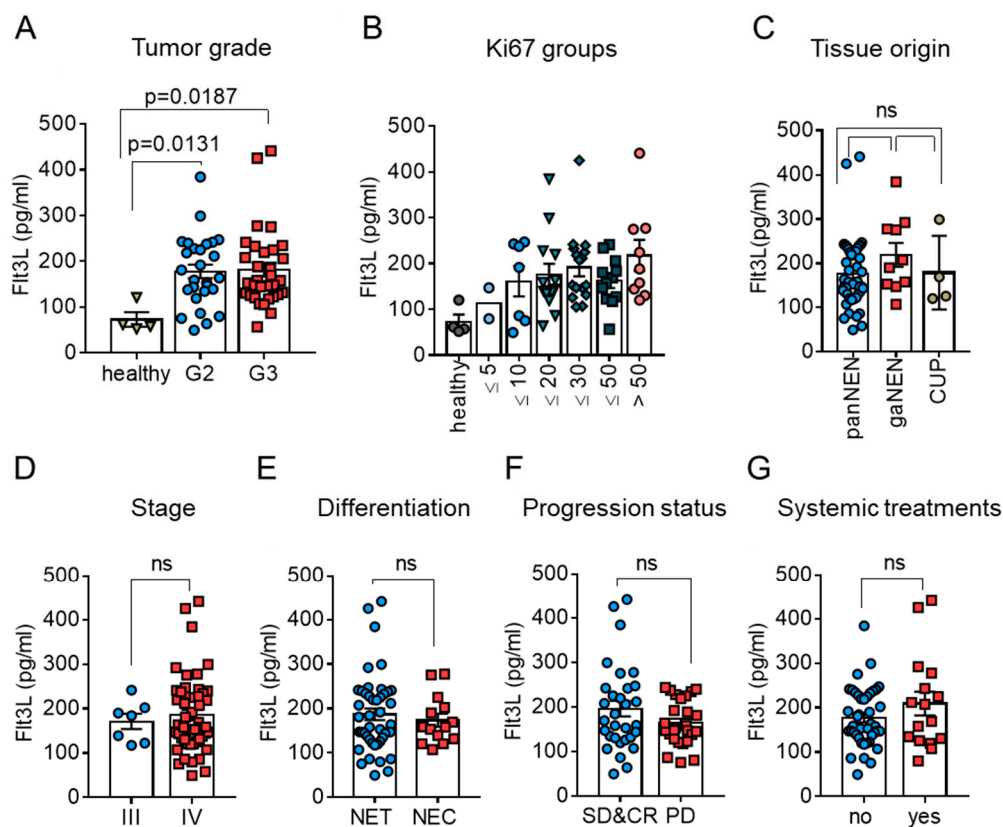 A
Tumor grade
p=0.0187
p=0.0131
Flt3L (pg/ml)
500
400
300
200
100
0
healthy G2 G3
B
Ki67 groups
Flt3L (pg/ml)
500
400
300
200
100
0
healthy
≤ 5
≤ 10
≤ 20
≤ 30
≤ 50
> 50
C
Tissue origin
ns
Flt3L (pg/ml)
500
400
300
200
100
0
panNEN
gaNEN
CUP
D
Stage
ns
Flt3L (pg/ml)
500
400
300
200
100
0
III IV
E
Differentiation
ns
Flt3L (pg/ml)
500
400
300
200
100
0
NET NEC
F
Progression status
ns
Flt3L (pg/ml)
500
400
300
200
100
0
SD&CR PD
G
Systemic treatments
ns
Flt3L (pg/ml)
500
400
300
200
100
0
no yes